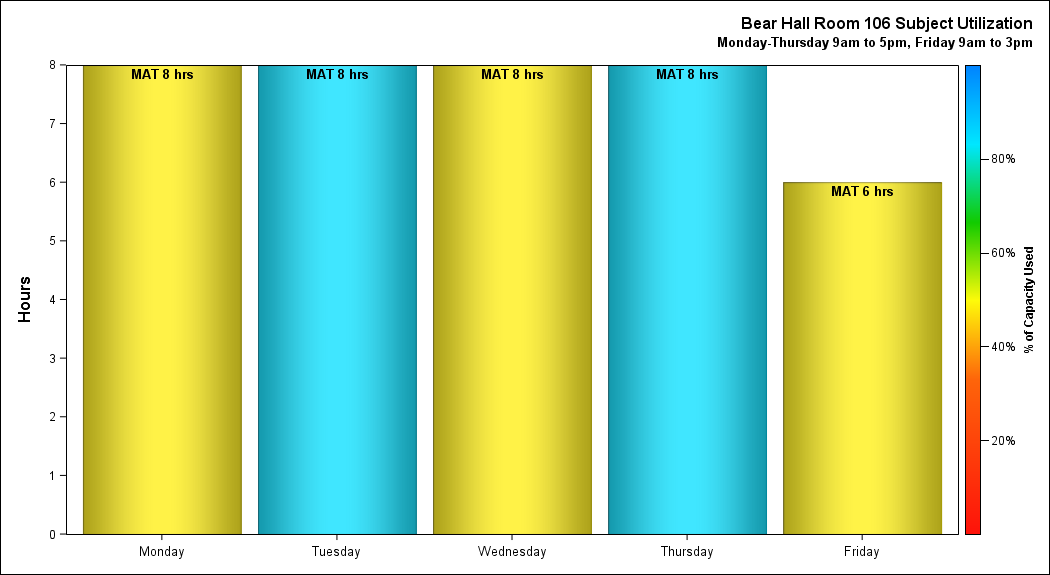 Bear Hall Room 106 Subject Utilization
Monday-Thursday 9am to 5pm, Friday 9am to 3pm
Hours
8
7
6
5
4
3
2
1
0
MAT 8 hrs
MAT 8 hrs
MAT 8 hrs
MAT 8 hrs
MAT 6 hrs
Monday
Tuesday
Wednesday
Thursday
Friday
80%
60%
40%
20%
% of Capacity Used